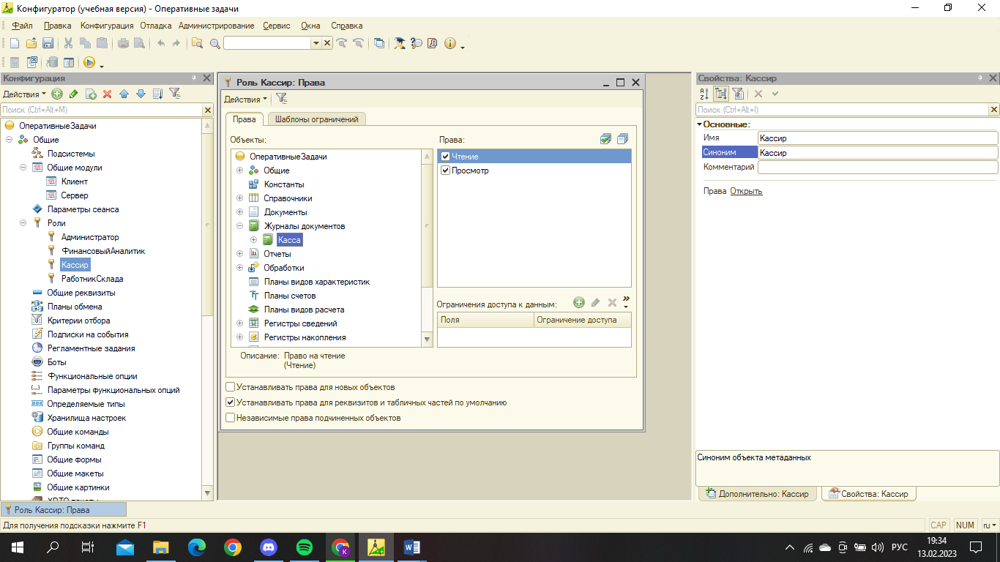 Конфигуратор (учебная версия) - Оперативные задачи
Файл Правка Конфигурация Отладка Администрирование Сервис Окна Справка
Конфигурация
Действия
Поиск (Ctrl+Alt+M)
ОперативныеЗадачи
Общие
Подсистемы
Общие модули
Клиент
Сервер
Параметры сеанса
Роли
Администратор
ФинансовыйАналитик
Кассир
РаботникСклада
Общие реквизиты
Планы обмена
Критерии отбора
Подписки на события
Регламентные задания
Боты
Функциональные опции
Параметры функциональных опций
Определяемые типы
Хранилища настроек
Общие команды
Группы команд
Общие формы
Общие макеты
Общие картинки
XDTO-пакеты
Роль Кассир: Права
Действия
Права Шаблоны ограничений
Объекты:
ОперативныеЗадачи
Общие
Константы
Справочники
Документы
Журналы документов
Касса
Отчеты
Обработки
Планы видов характеристик
Планы счетов
Планы видов расчета
Регистры сведений
Регистры накопления
Права:
Чтение
Просмотр
Ограничения доступа к данным:
Поля Ограничение доступа
Описание: Право на чтение
(Чтение)
Устанавливать права для новых объектов
Устанавливать права для реквизитов и табличных частей по умолчанию
Независимые права подчиненных объектов
Свойства: Кассир
Поиск (Ctrl+Alt+I)
Основные:
Имя Кассир
Синоним Кассир
Комментарий
Права Открыть
Синоним объекта метаданных
Дополнительно: Кассир Свойства: Кассир
Роль Кассир: Права
Для получения подсказки нажмите F1
CAP NUM ru
РУС
19:34
13.02.2023